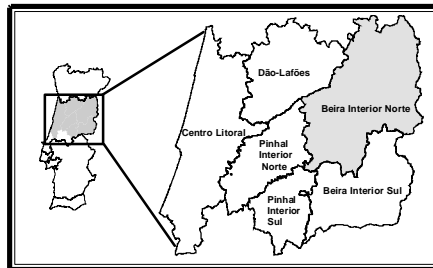 Dão-Lafões
Beira Interior Norte
Centro Litoral
Pinhal
Interior
Norte
Beira Interior Sul
Pinhal
Interior
Sul